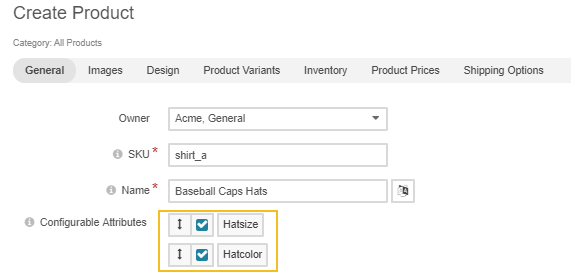 Create Product
Category: All Products
General Images Design Product Variants Inventory Product Prices Shipping Options
Owner Acme, General
SKU * shirt_a
Name * Baseball Caps Hats
Configurable Attributes Hatsize
Hatcolor